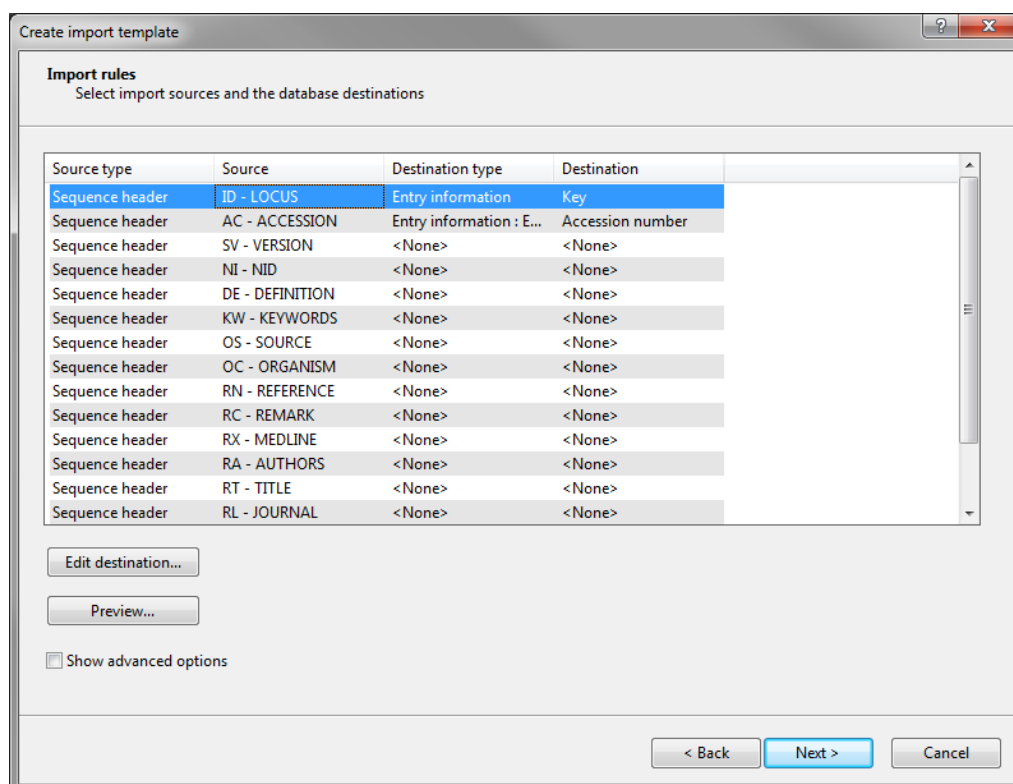 Create import template
Import rules
Select import sources and the database destinations
Source type Source Destination type Destination
Sequence header ID - LOCUS Entry information Key
Sequence header AC - ACCESSION Entry information : E... Accession number
Sequence header SV - VERSION <None> <None>
Sequence header NI - NID <None> <None>
Sequence header DE - DEFINITION <None> <None>
Sequence header KW - KEYWORDS <None> <None>
Sequence header OS - SOURCE <None> <None>
Sequence header OC - ORGANISM <None> <None>
Sequence header RN - REFERENCE <None> <None>
Sequence header RC - REMARK <None> <None>
Sequence header RX - MEDLINE <None> <None>
Sequence header RA - AUTHORS <None> <None>
Sequence header RT - TITLE <None> <None>
Sequence header RL - JOURNAL <None> <None>
Edit destination...
Preview...
Show advanced options
< Back Next > Cancel